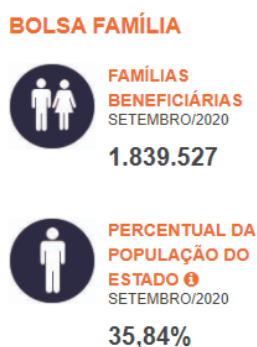 BOLSA FAMÍLIA
FAMÍLIAS
BENEFICIÁRIAS
SETEMBRO/2020
1.839.527
PERCENTUAL DA
POPULAÇÃO DO
ESTADO
SETEMBRO/2020
35,84%